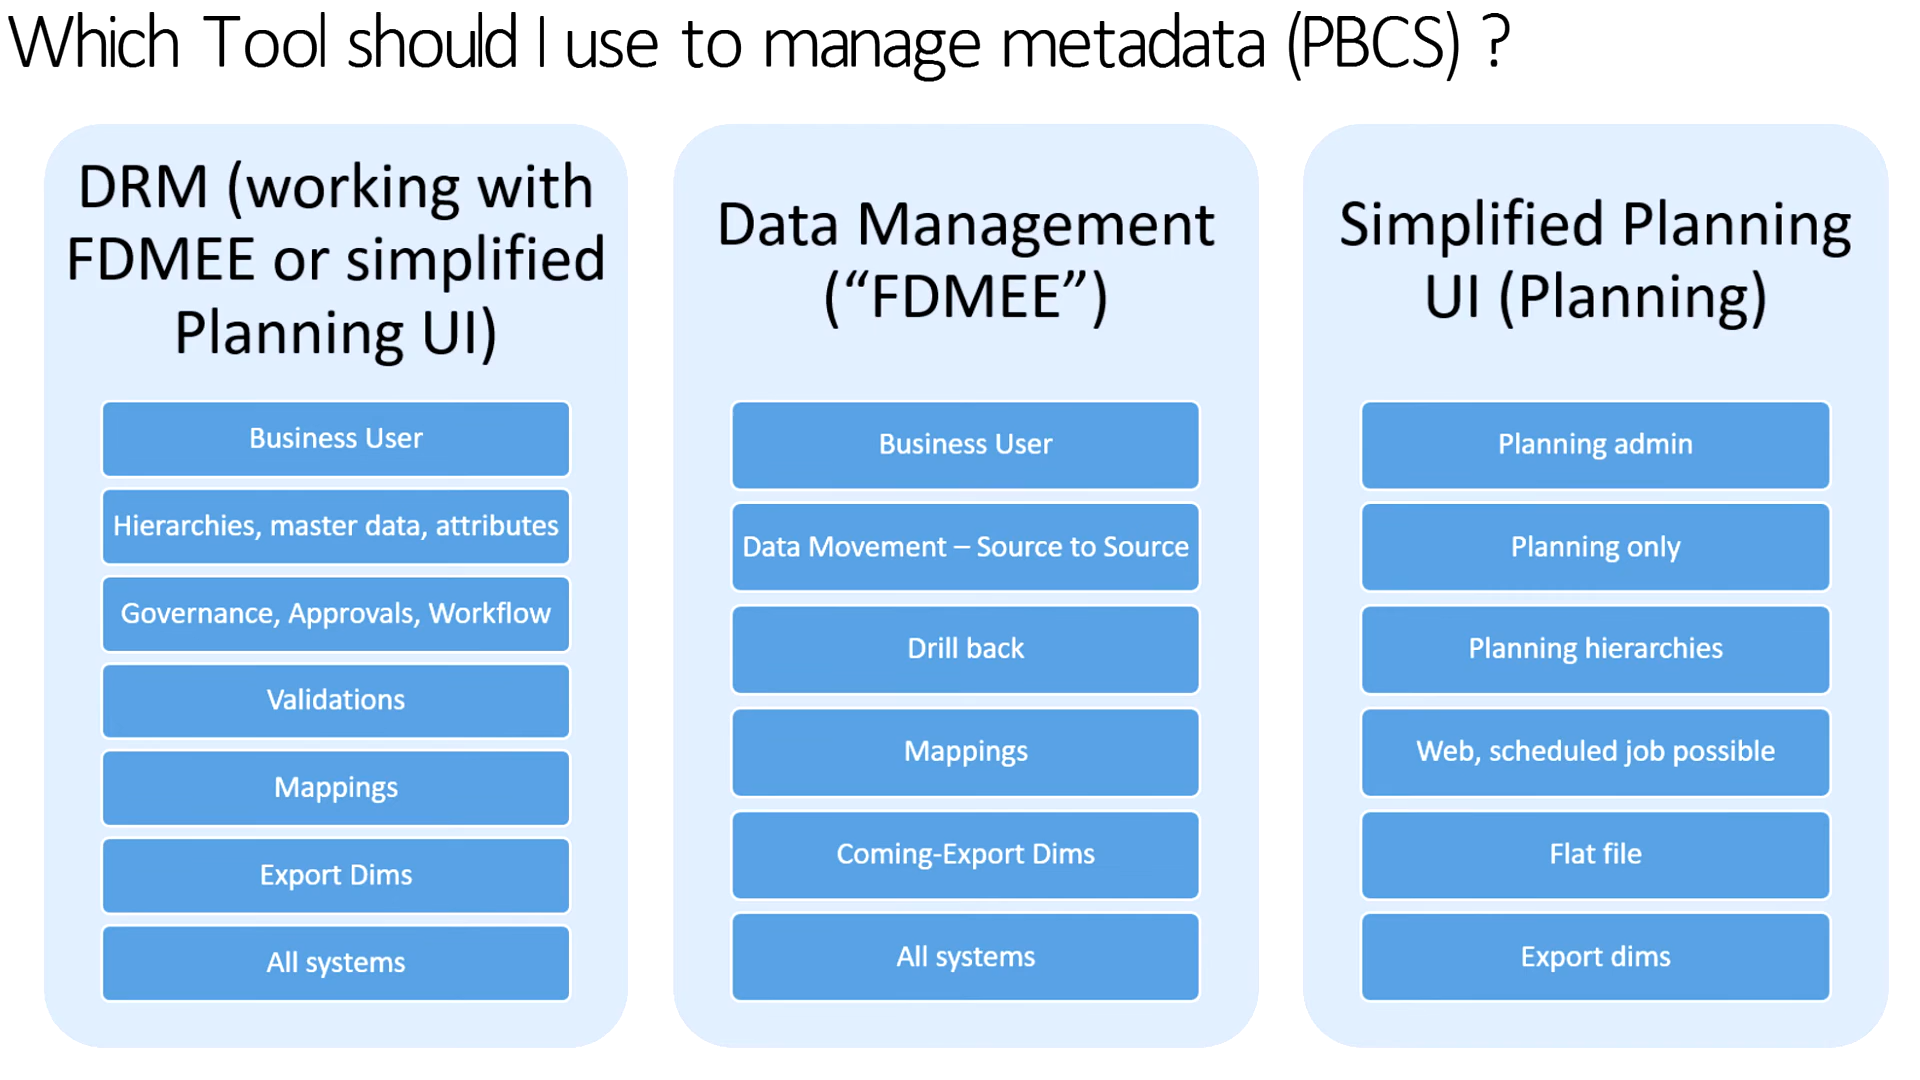 Which Tool should I use to manage metadata (PBCS) ?
DRM (working with
FDMEE or simplified
Planning UI)
Business User
Hierarchies, master data, attributes
Governance, Approvals, Workflow
Validations
Mappings
Export Dims
All systems
Data Management
(“FDMEE”)
Business User
Data Movement – Source to Source
Drill back
Mappings
Coming-Export Dims
All systems
Simplified Planning
UI (Planning)
Planning admin
Planning only
Planning hierarchies
Web, scheduled job possible
Flat file
Export dims